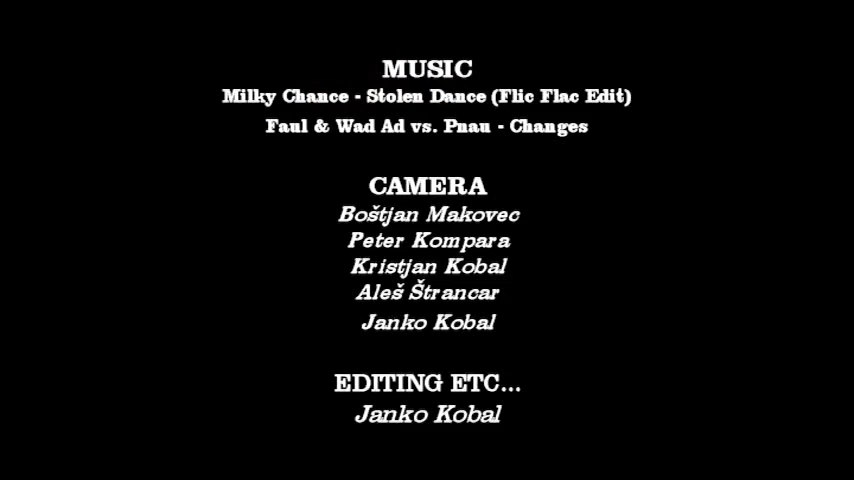 MUSIC
Milky Chance - Stolen Dance (Flic Flac Edit)
Faul & Wad Ad vs. Pnau - Changes
CAMERA
Boštjan Makovec
Peter Kompara
Kristjan Kobal
Aleš Štrancar
Janko Kobal
EDITING ETC...
Janko Kobal